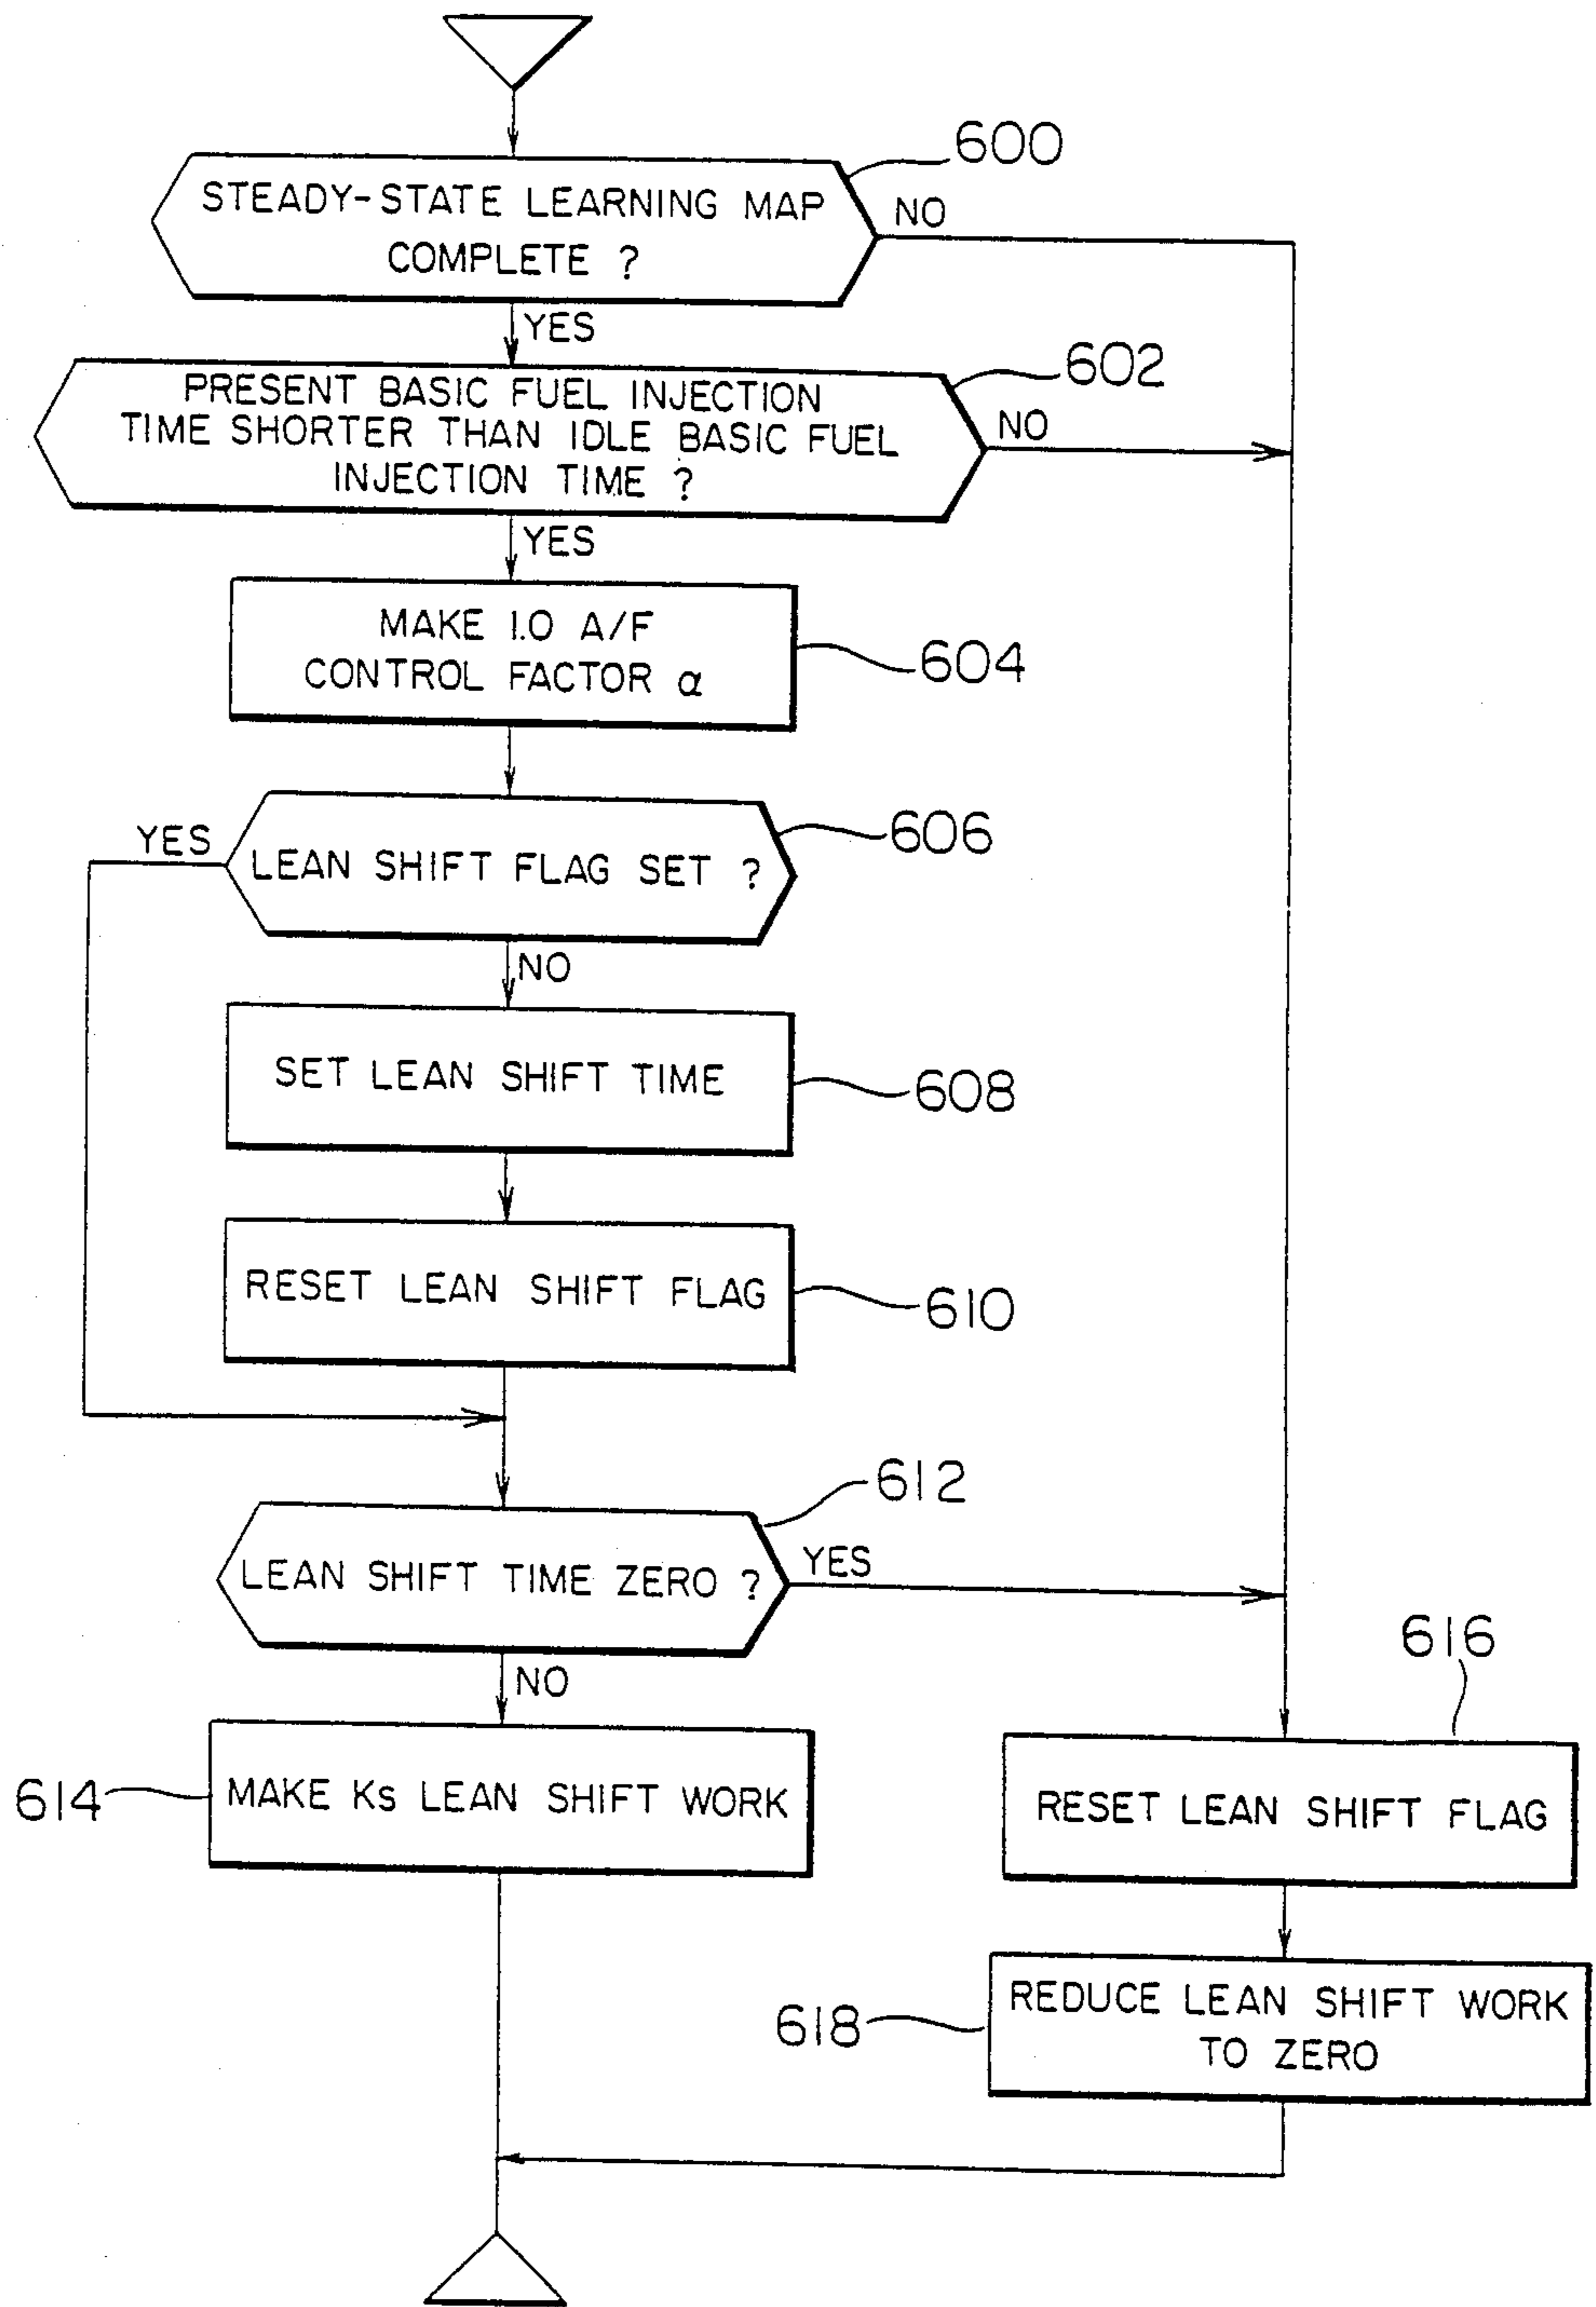 600
STEADY-STATE LEARNING MAP
COMPLETE ?
NO
YES
602
PRESENT BASIC FUEL INJECTION
TIME SHORTER THAN IDLE BASIC FUEL
INJECTION TIME ?
NO
YES
MAKE 1.0 A/F
CONTROL FACTOR α
604
606
YES
LEAN SHIFT FLAG SET ?
NO
SET LEAN SHIFT TIME
608
RESET LEAN SHIFT FLAG
610
612
LEAN SHIFT TIME ZERO ?
YES
NO
616
614
MAKE Ks LEAN SHIFT WORK
RESET LEAN SHIFT FLAG
618
REDUCE LEAN SHIFT WORK
TO ZERO